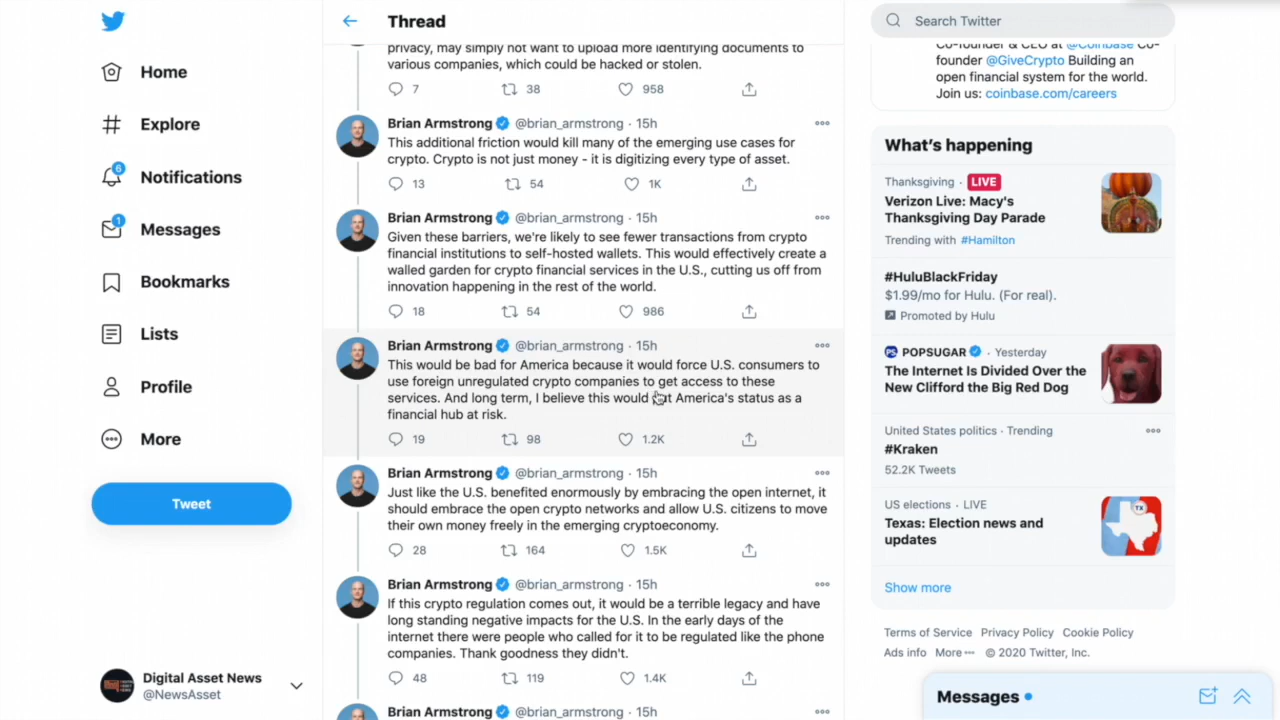 Home
Explore
6
Notifications
1
Messages
Bookmarks
Lists
Profile
More
Tweet
Digital Asset News
@NewsAsset
Thread
privacy, may simply not want to upload more identifying documents to
various companies, which could be hacked or stolen.
7 38 958
Brian Armstrong @brian_armstrong · 15h
This additional friction would kill many of the emerging use cases for
crypto. Crypto is not just money - it is digitizing every type of asset.
13 54 1K
Brian Armstrong @brian_armstrong · 15h
Given these barriers, we're likely to see fewer transactions from crypto
financial institutions to self-hosted wallets. This would effectively create a
walled garden for crypto financial services in the U.S., cutting us off from
innovation happening in the rest of the world.
18 54 986
Brian Armstrong @brian_armstrong · 15h
This would be bad for America because it would force U.S. consumers to
use foreign unregulated crypto companies to get access to these
services. And long term, I believe this would America's status as a
financial hub at risk.
19 98 1.2K
Brian Armstrong @brian_armstrong · 15h
Just like the U.S. benefited enormously by embracing the open internet, it
should embrace the open crypto networks and allow U.S. citizens to move
their own money freely in the emerging cryptoeconomy.
28 164 1.5K
Brian Armstrong @brian_armstrong · 15h
If this crypto regulation comes out, it would be a terrible legacy and have
long standing negative impacts for the U.S. In the early days of the
internet there were people who called for it to be regulated like the phone
companies. Thank goodness they didn't.
48 119 1.4K
Brian Armstrong @brian_armstrong · 15h
Search Twitter
Co-founder & CEO at @Coinbase Co-
founder @GiveCrypto Building an
open financial system for the world.
Join us: coinbase.com/careers
What's happening
Thanksgiving · LIVE
Verizon Live: Macy's
Thanksgiving Day Parade
Trending with #Hamilton
#HuluBlackFriday
$1.99/mo for Hulu. (For real).
Promoted by Hulu
PS POPSUGAR · Yesterday
The Internet Is Divided Over the
New Clifford the Big Red Dog
United States politics · Trending
#Kraken
52.2K Tweets
US elections · LIVE
Texas: Election news and
updates
TX
Show more
Terms of Service Privacy Policy Cookie Policy
Ads info More © 2020 Twitter, Inc.
Messages